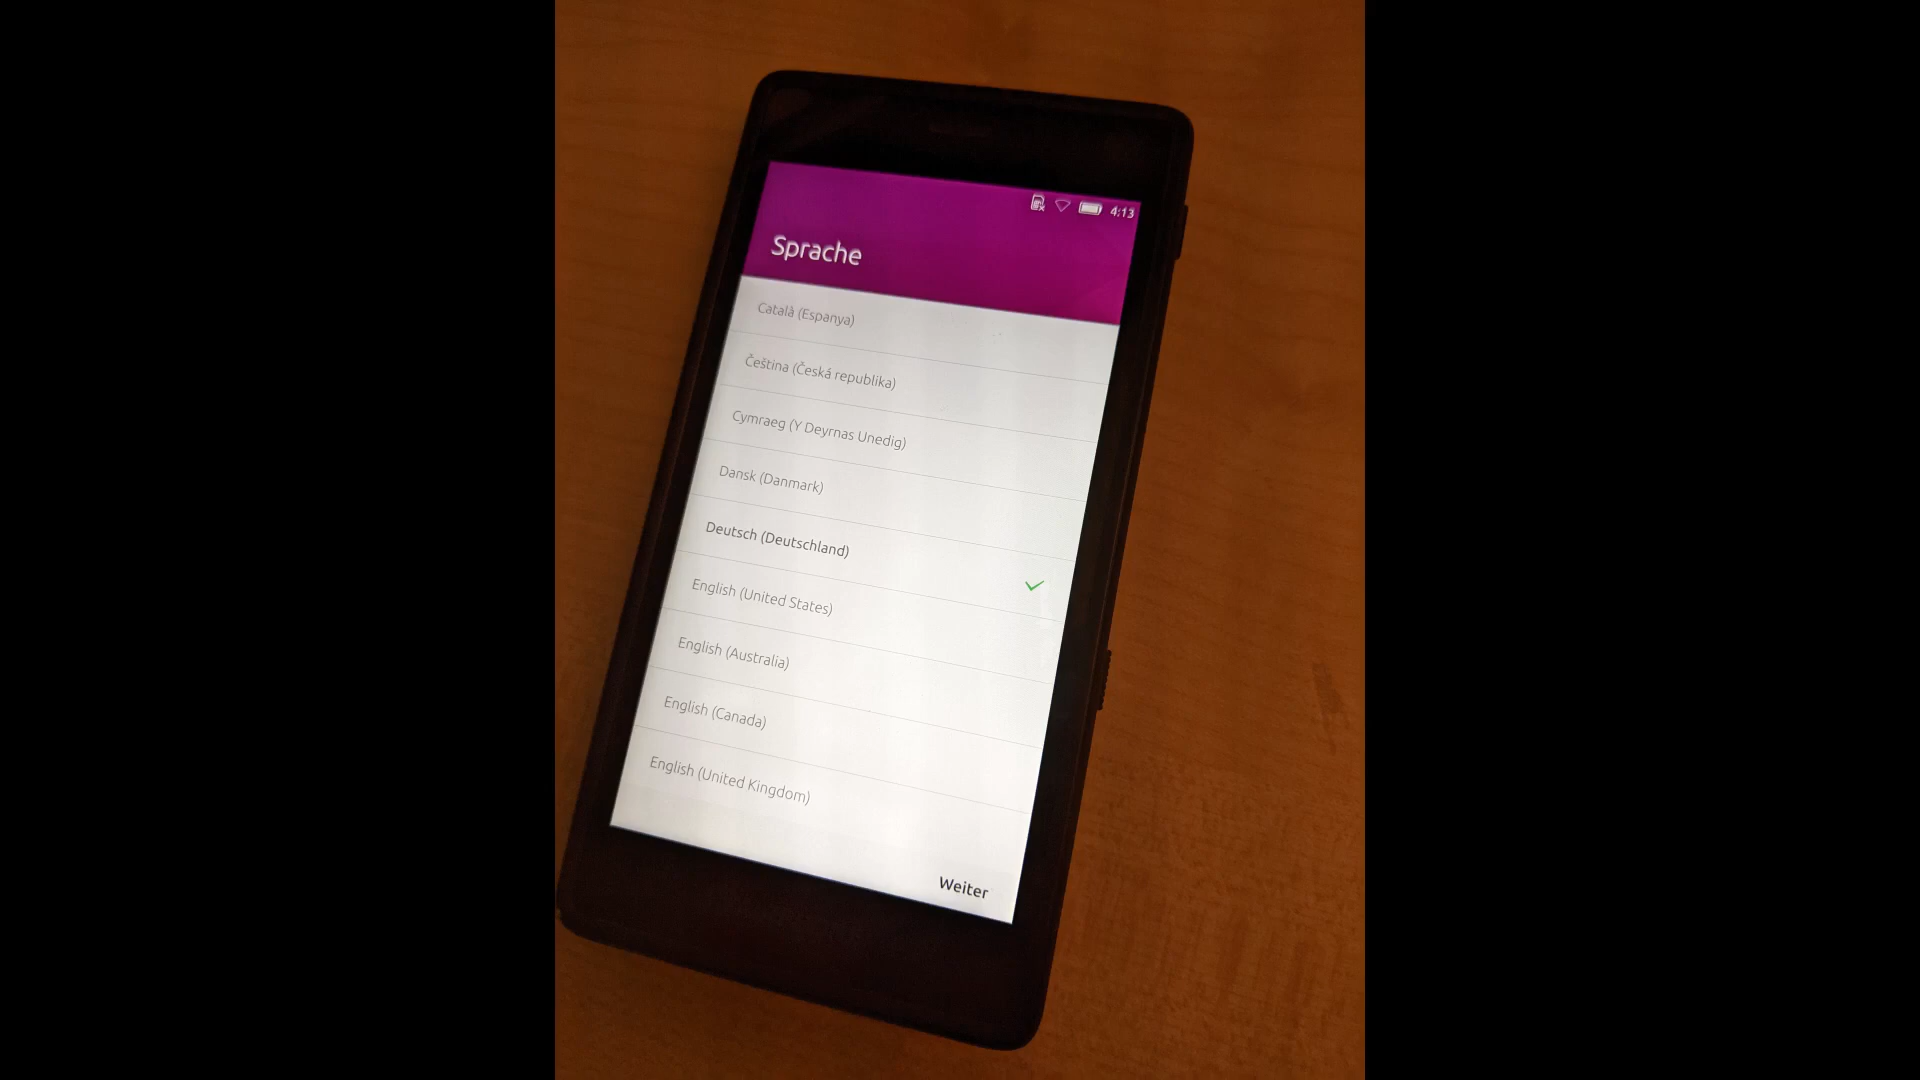 4:13
Sprache
Català (Espanya)
Čeština (Česká republika)
Cymraeg (Y Deyrnas Unedig)
Dansk (Danmark)
Deutsch (Deutschland)
English (United States)
English (Australia)
English (Canada)
English (United Kingdom)
Weiter